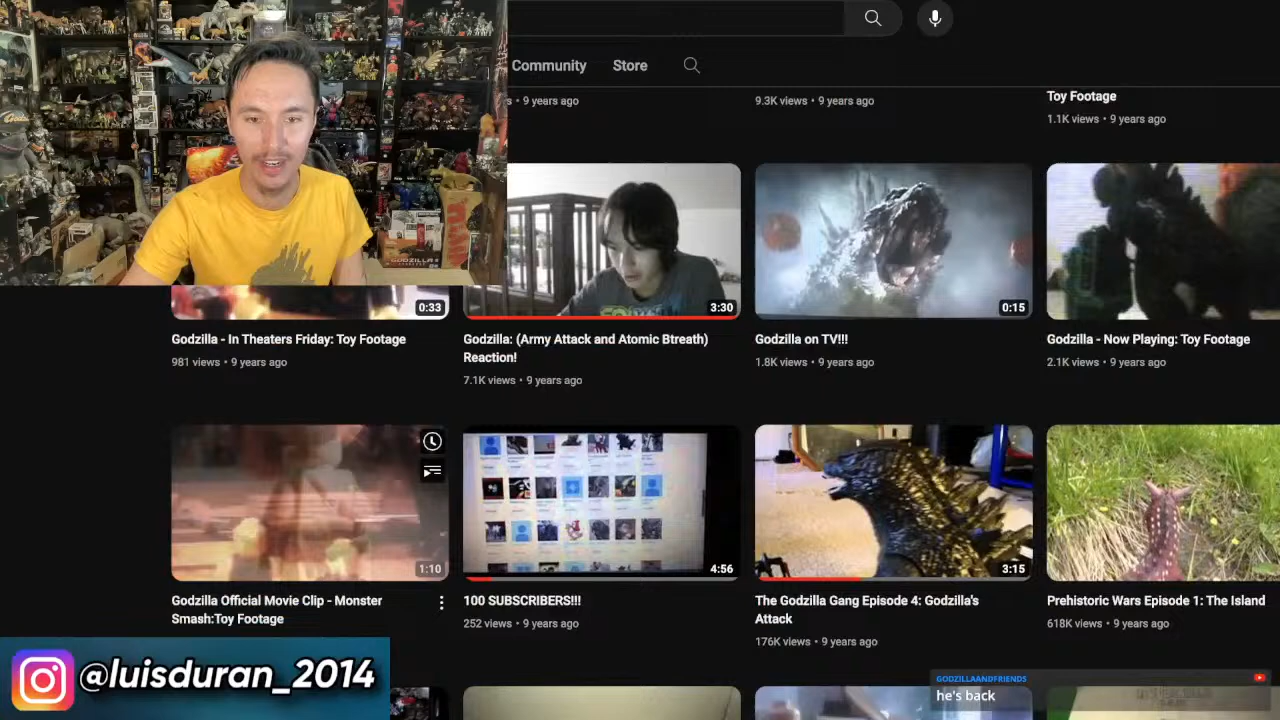 Community
Store
s • 9 years ago
9.3K views • 9 years ago
Toy Footage
1.1K views • 9 years ago
GODZILLA
0:33
3:30
0:15
Godzilla - In Theaters Friday: Toy Footage
981 views • 9 years ago
Godzilla: (Army Attack and Atomic Btreath)
Reaction!
7.1K views • 9 years ago
Godzilla on TV!!!
1.8K views • 9 years ago
Godzilla - Now Playing: Toy Footage
2.1K views • 9 years ago
1:10
4:56
3:15
Godzilla Official Movie Clip - Monster
Smash:Toy Footage
100 SUBSCRIBERS!!!
252 views • 9 years ago
The Godzilla Gang Episode 4: Godzilla's
Attack
176K views • 9 years ago
Prehistoric Wars Episode 1: The Island
618K views • 9 years ago
@luisduran_2014
GODZILLAANDFRIENDS
he's back